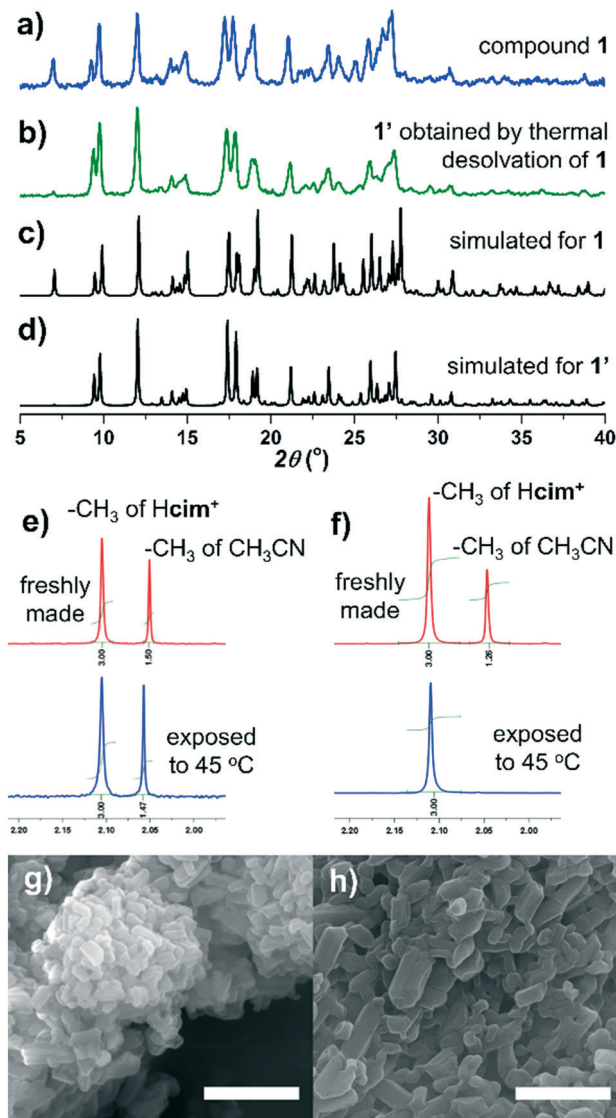 a)
compound 1
b)
1' obtained by thermal
desolvation of 1
c)
simulated for 1
d)
simulated for 1'
5 10 15 20 25 30 35 40
2θ (°)
e)
-CH₃ of Hcim⁺
-CH₃ of CH₃CN
freshly
made
3.00 1.50
exposed
to 45 °C
3.00 1.47
2.20 2.15 2.10 2.05 2.00
f)
-CH₃ of Hcim⁺
-CH₃ of CH₃CN
freshly
made
3.00 1.26
exposed
to 45 °C
3.00
2.20 2.15 2.10 2.05 2.00
g)
h)